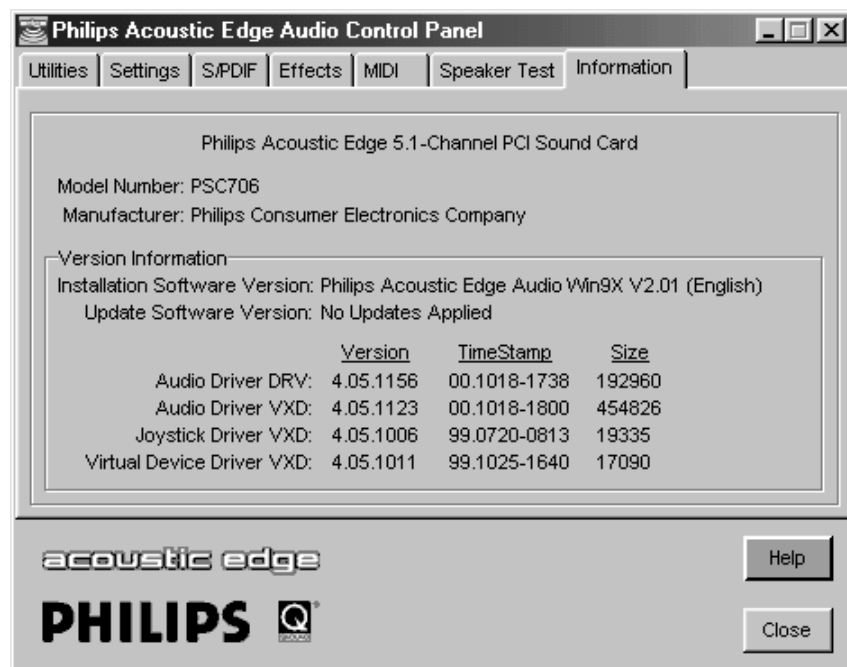 Philips Acoustic Edge Audio Control Panel
Utilities Settings S/PDIF Effects MIDI Speaker Test Information
Philips Acoustic Edge 5.1-Channel PCI Sound Card
Model Number: PSC706
Manufacturer: Philips Consumer Electronics Company
Version Information
Installation Software Version: Philips Acoustic Edge Audio Win9X V2.01 (English)
Update Software Version: No Updates Applied
Version TimeStamp Size
Audio Driver DRV: 4.05.1156 00.1018-1738 192960
Audio Driver VXD: 4.05.1123 00.1018-1800 454826
Joystick Driver VXD: 4.05.1006 99.0720-0813 19335
Virtual Device Driver VXD: 4.05.1011 99.1025-1640 17090
acoustic edge
Help
PHILIPS Q
Close